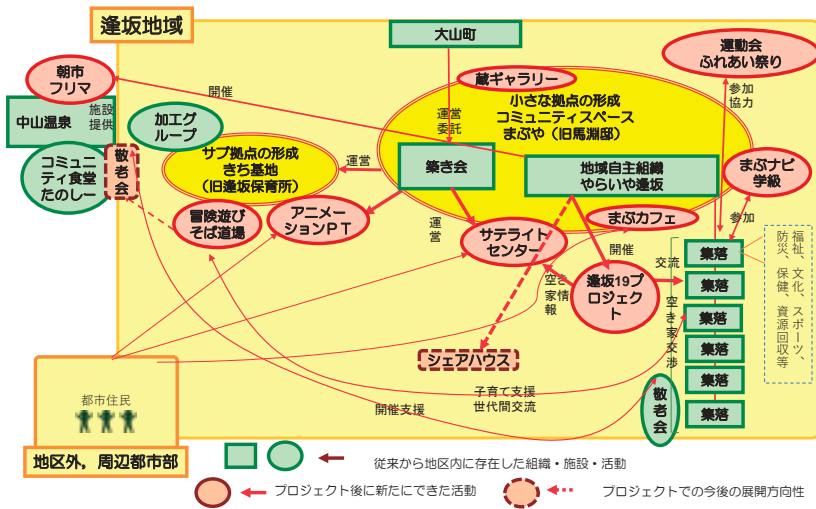 逢坂地域
大山町
運動会
ふれあい祭り
朝市
フリマ
開催
蔵ギャラリー
参加
協力
中山温泉
施設
提供
加工グ
ループ
運営
委託
小さな拠点の形成
コミュニティスペース
まぶや（旧馬淵邸）
コミュニ
ティ食堂
たのしー
敬老会
サブ拠点の形成
きち基地
（旧逢坂保育所）
運営
築き会
地域自主組織
やらいや逢坂
まぶナビ
学級
冒険遊び
そば道場
アニメー
ションＰＴ
運営
サテライト
センター
まぶカフェ
参加
開催
交流
集落
集落
集落
集落
集落
集落
福祉、文化、スポーツ、
防災、保健、資源回収等
空き
家情
報
逢坂19プ
ロジェク
ト
空き家交渉
シェアハウス
都市住民
子育て支援
世代間交流
開催支援
敬老会
地区外，周辺都市部
従来から地区内に存在した組織・施設・活動
プロジェクト後に新たにできた活動
プロジェクトでの今後の展開方向性